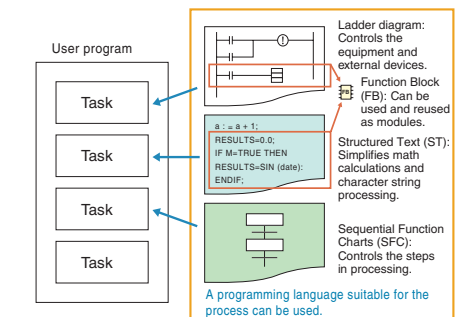 User program
Task
Task
Task
Task
a : = a + 1;
RESULTS=0.0;
IF M=TRUE THEN
RESULTS=SIN (date):
ENDIF;
Ladder diagram:
Controls the
equipment and
external devices.
FB
Function Block
(FB): Can be
used and reused
as modules.
Structured Text (ST):
Simplifies math
calculations and
character string
processing.
Sequential Function
Charts (SFC):
Controls the steps
in processing.
A programming language suitable for the
process can be used.